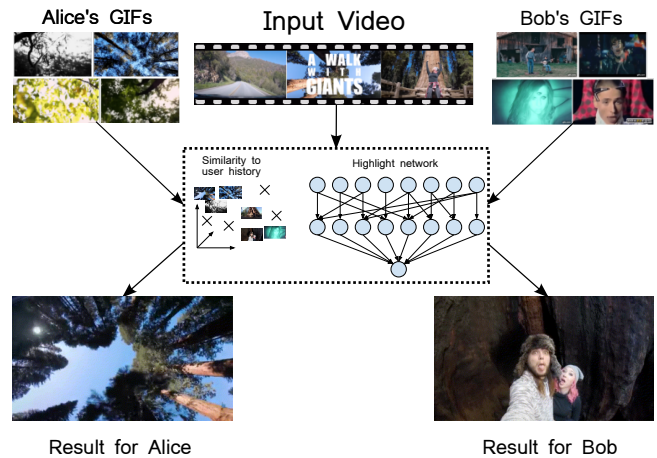 Alice's GIFs
Input Video
Bob's GIFs
A WALK
WITH
GIANTS
Similarity to
user history
Highlight network
Result for Alice
Result for Bob